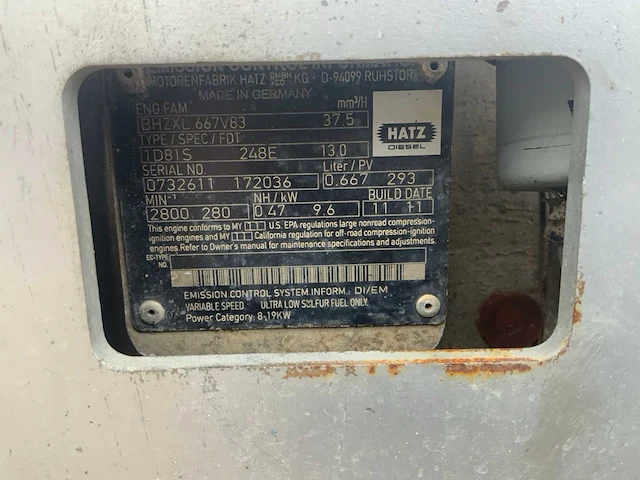 EMISSION CONTROL INFORMATION
MOTORENFABRIK HATZ GMBH +CO KG · D-94099 RUHSTORF
MADE IN GERMANY
ENG FAM mm³/H
BHZXL.667V83 37.5
TYPE / SPEC / FDT
1D81S 248E 13.0
SERIAL NO Liter / PV
0732611 172036 0.667 293
MIN⁻¹ NH / kW BUILD DATE
2800 280 0.47 9.6 11 11
This engine conforms to MY U.S. EPA regulations large nonroad compression-
ignition engines and MY California regulation for off-road compression-ignition
engines. Refer to Owner's manual for maintenance specifications and adjustments.
EC-TYPE-
EMISSION CONTROL SYSTEM INFORM.: DI/EM
VARIABLE SPEED ULTRA LOW SULFUR FUEL ONLY
Power Category: 8-19KW
HATZ
DIESEL